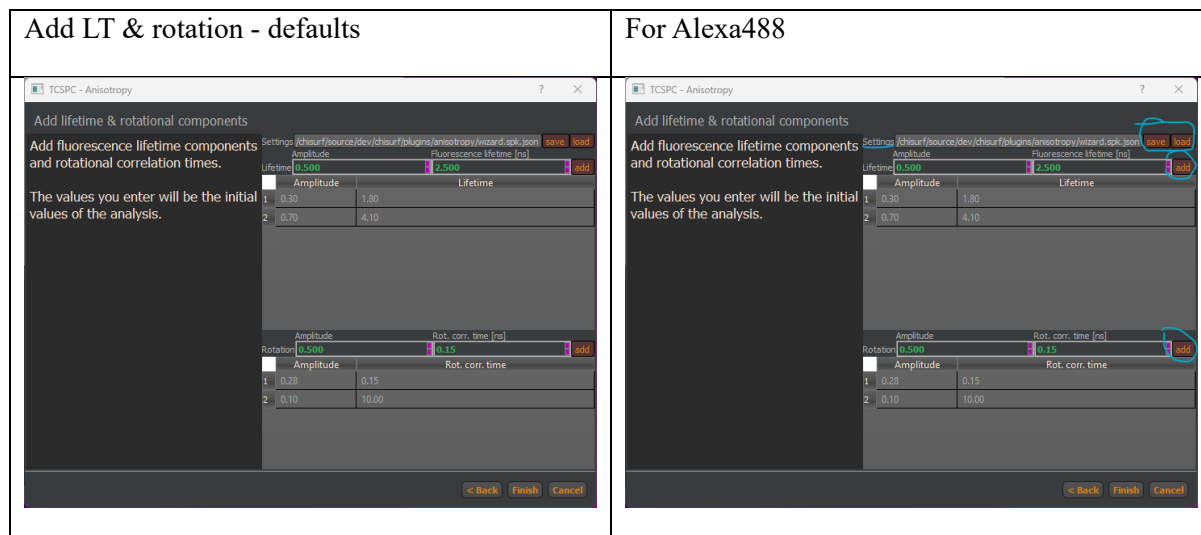 Add LT & rotation - defaults
For Alexa488
TCSPC - Anisotropy ? ×
Add lifetime & rotational components
Add fluorescence lifetime components
and rotational correlation times.
The values you enter will be the initial
values of the analysis.
Settings /chisurf/source/dev/chisurf/plugins/anisotropy/wizard.spk.json save load
Amplitude Fluorescence lifetime [ns]
Lifetime 0.500 2.500 add
Amplitude Lifetime
1 0.30 1.80
2 0.70 4.10
Amplitude Rot. corr. time [ns]
Rotation 0.500 0.15 add
Amplitude Rot. corr. time
1 0.28 0.15
2 0.10 10.00
< Back Finish Cancel
TCSPC - Anisotropy ? ×
Add lifetime & rotational components
Add fluorescence lifetime components
and rotational correlation times.
The values you enter will be the initial
values of the analysis.
Settings /chisurf/source/dev/chisurf/plugins/anisotropy/wizard.spk.json save load
Amplitude Fluorescence lifetime [ns]
Lifetime 0.500 2.500 add
Amplitude Lifetime
1 0.30 1.80
2 0.70 4.10
Amplitude Rot. corr. time [ns]
Rotation 0.500 0.15 add
Amplitude Rot. corr. time
1 0.28 0.15
2 0.10 10.00
< Back Finish Cancel